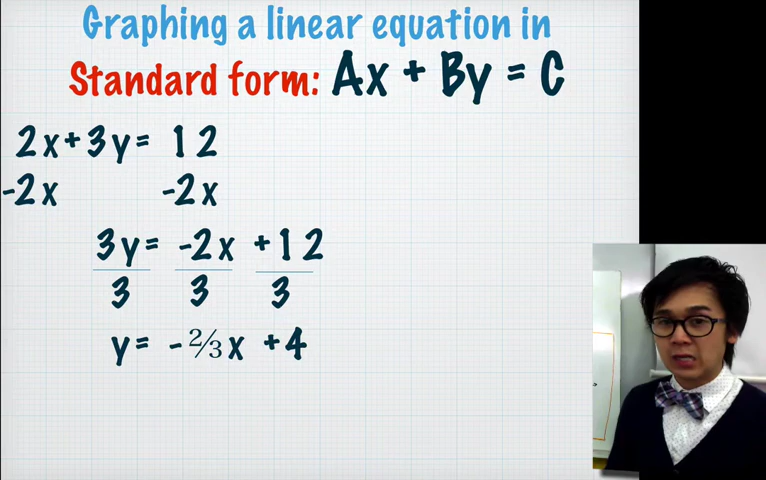 Graphing a linear equation in
Standard form: Ax + By = C
2x+3y= 12
-2x -2x
3y= -2x +12
3 3 3
y= -⅔x +4